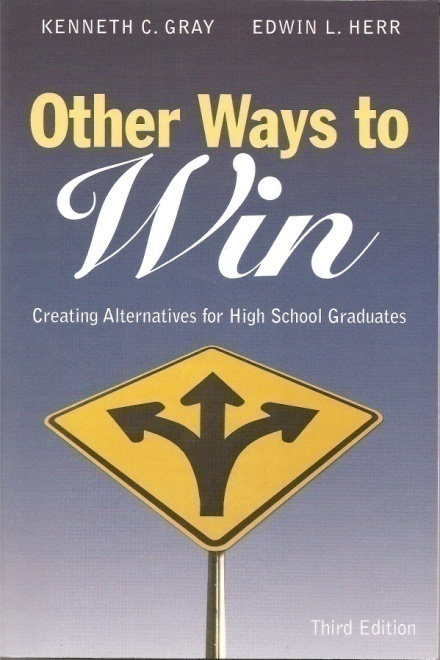 KENNETH C. GRAY EDWIN L. HERR
Other Ways to
Win
Creating Alternatives for High School Graduates
Third Edition